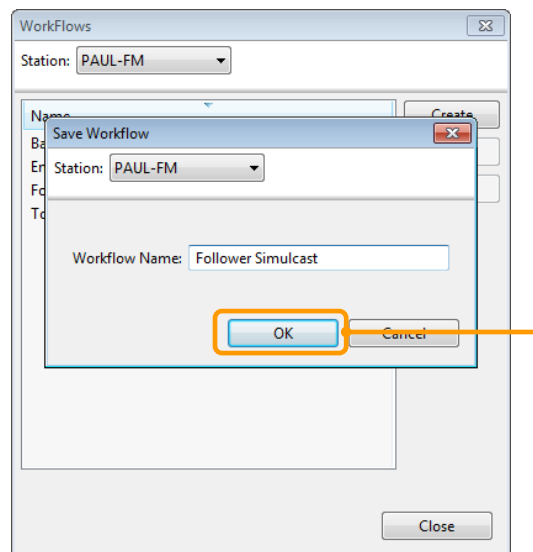 WorkFlows
Station: PAUL-FM
Name
Create
Save Workflow
Station: PAUL-FM
Workflow Name: Follower Simulcast
OK
Cancel
Close